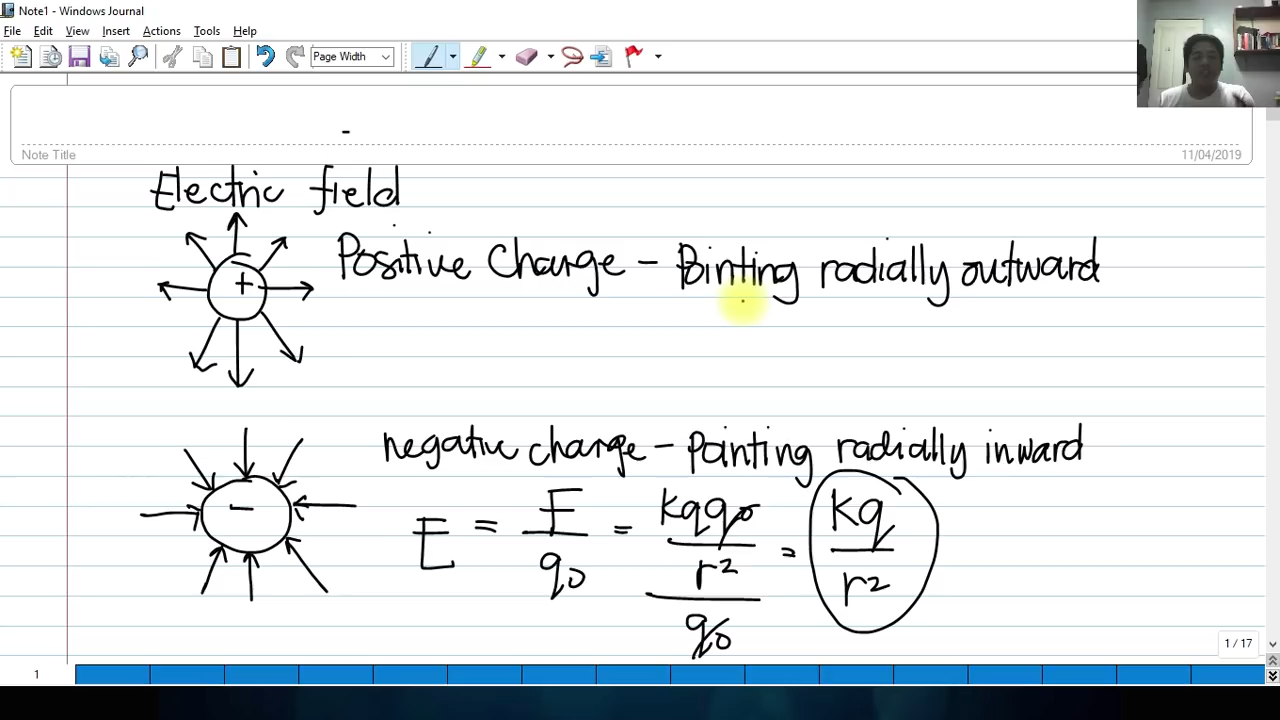 Note1 - Windows Journal
File Edit View Insert Actions Tools Help
Page Width
Note Title
11/04/2019
Electric field
Positive Charge - Pointing radially outward
+
negative charge - Pointing radially inward
-
E = F / q0 = kqq0 / r² / q0 = kq / r²
1 / 17
1